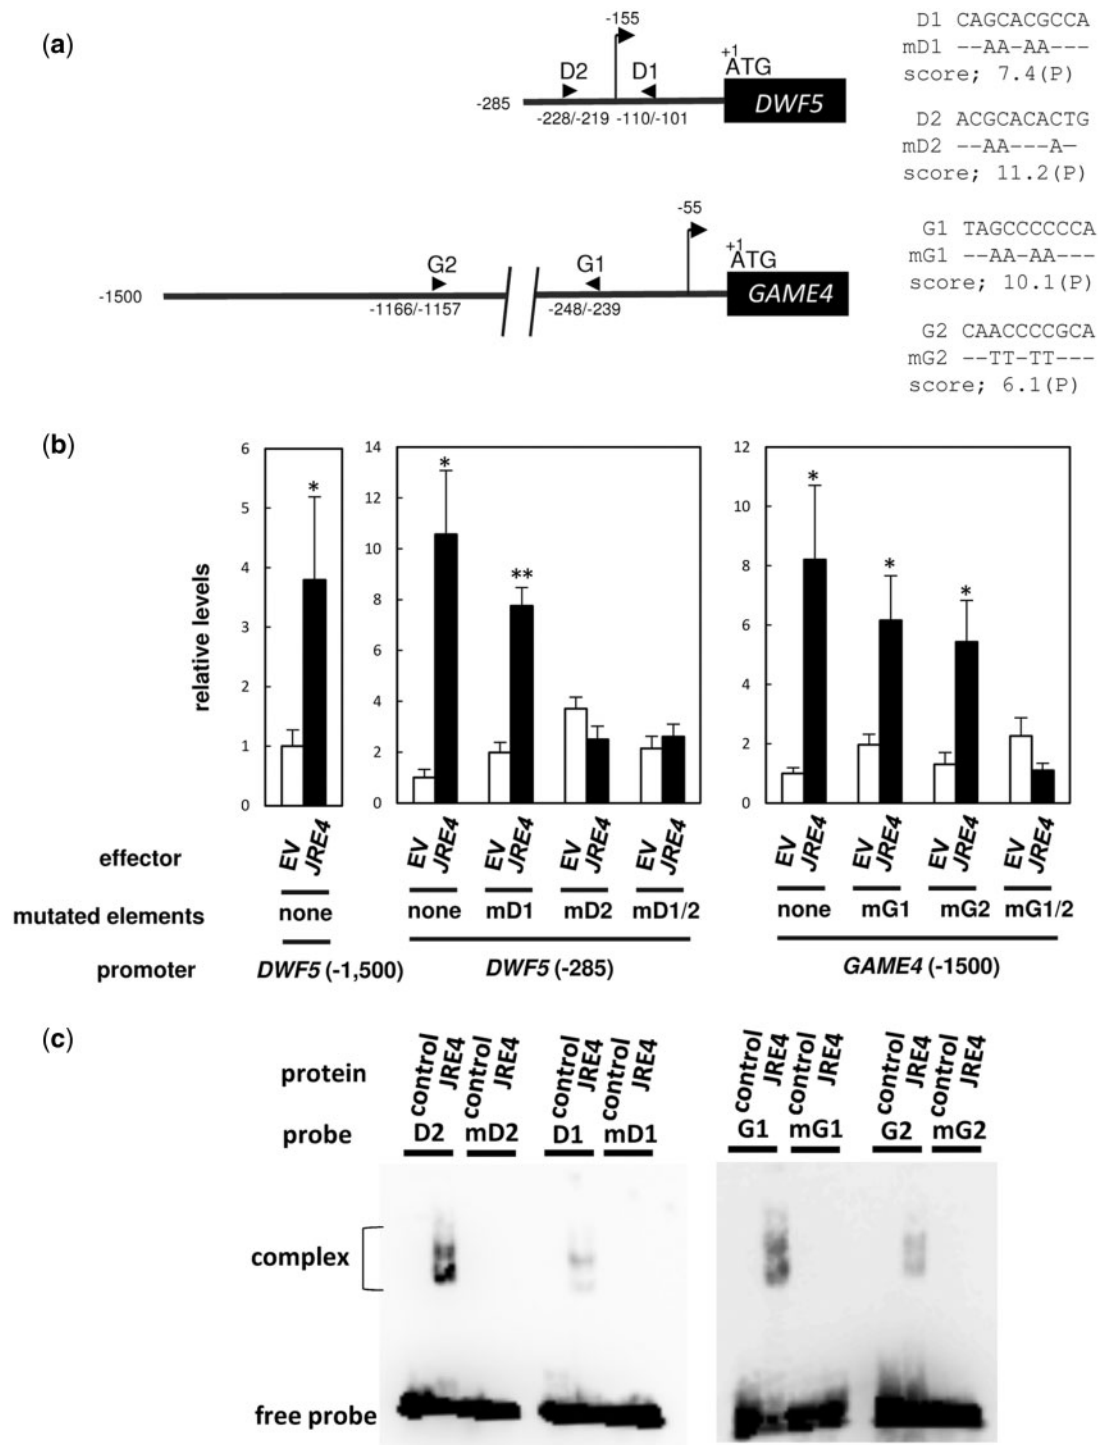 (a)
-155
D2 D1
+1
ATG
-285
DWF5
-228/-219 -110/-101
D1 CAGCACGCCA
mD1 --AA-AA---
score; 7.4(P)
D2 ACGCACACTG
mD2 --AA---A—
score; 11.2(P)
-55
G2 G1
+1
ATG
-1500
GAME4
-1166/-1157 -248/-239
G1 TAGCCCCCCA
mG1 --AA-AA---
score; 10.1(P)
G2 CAACCCCGCA
mG2 --TT-TT---
score; 6.1(P)
(b)
relative levels
6
5
4
3
2
1
0
*
14
12
10
8
6
4
2
0
*
**
12
10
8
6
4
2
0
*
*
*
effector EV JRE4 EV JRE4 EV JRE4 EV JRE4 EV JRE4 EV JRE4 EV JRE4 EV JRE4 EV JRE4
mutated elements none none mD1 mD2 mD1/2 none mG1 mG2 mG1/2
promoter DWF5 (-1,500) DWF5 (-285) GAME4 (-1500)
(c)
protein control JRE4 control JRE4 control JRE4 control JRE4 control JRE4 control JRE4 control JRE4 control JRE4
probe D2 mD2 D1 mD1 G1 mG1 G2 mG2
complex
free probe